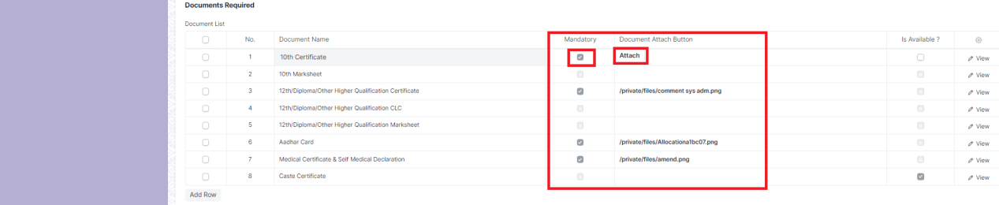 Documents Required
Document List
No. Document Name Mandatory Document Attach Button Is Available ?
1 10th Certificate Attach View
2 10th Marksheet View
3 12th/Diploma/Other Higher Qualification Certificate /private/files/comment sys adm.png View
4 12th/Diploma/Other Higher Qualification CLC View
5 12th/Diploma/Other Higher Qualification Marksheet View
6 Aadhar Card /private/files/Allocationa1bc07.png View
7 Medical Certificate & Self Medical Declaration /private/files/amend.png View
8 Caste Certificate View
Add Row